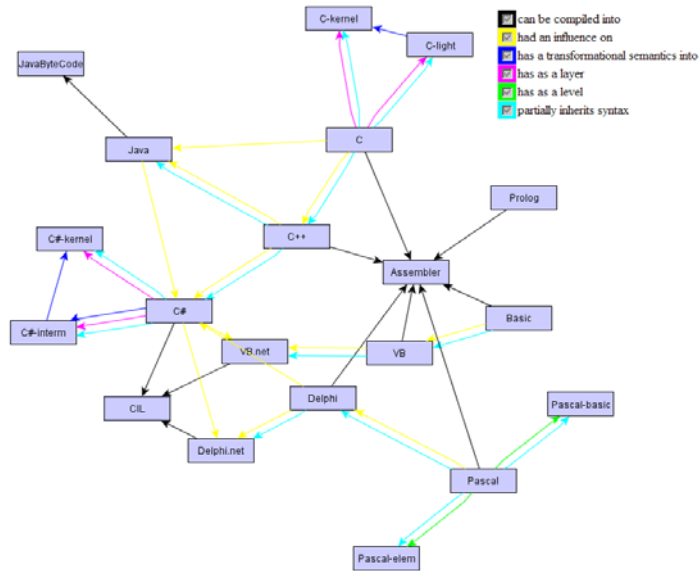 C-kernel
C-light
can be compiled into
had an influence on
has a transformational semantics into
has as a layer
has as a level
partially inherits syntax
JavaByteCode
Java
C
Prolog
C#-kernel
C++
Assembler
C#
Basic
C#-interm
VB.net
VB
CIL
Delphi
Pascal-basic
Delphi.net
Pascal
Pascal-elem